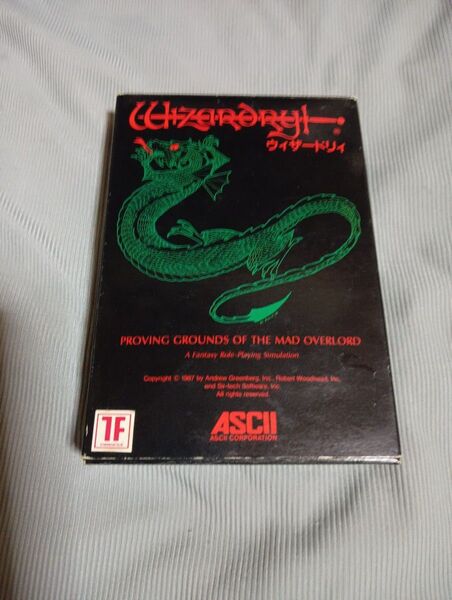 Wizardry
ウィザードリィ
PROVING GROUNDS OF THE MAD OVERLORD
A Fantasy Role-Playing Simulation
Copyright © 1987 by Andrew Greenberg, Inc., Robert Woodhead, Inc.
and Sir-tech Software, Inc.
All rights reserved.
1F
ASCII
ASCII CORPORATION